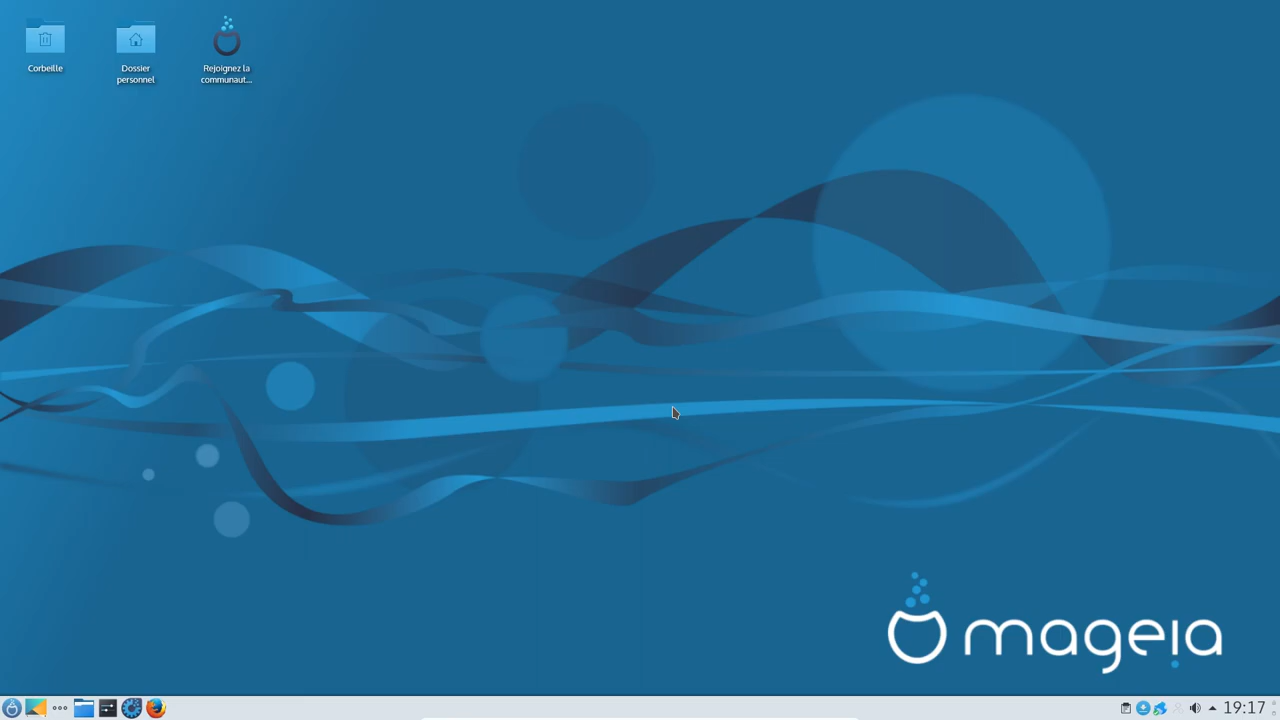 Corbeille
Dossier
personnel
Rejoignez la
communaut...
mageia
19:17